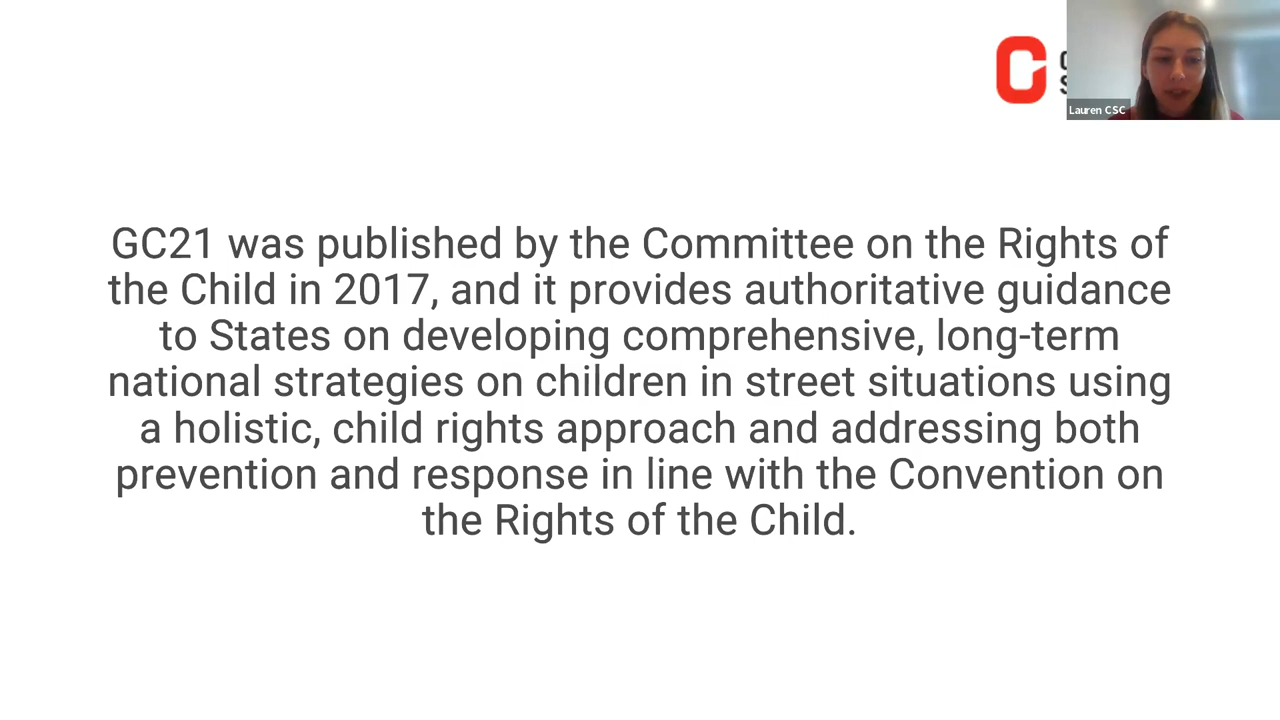 Lauren CSC
GC21 was published by the Committee on the Rights of
the Child in 2017, and it provides authoritative guidance
to States on developing comprehensive, long-term
national strategies on children in street situations using
a holistic, child rights approach and addressing both
prevention and response in line with the Convention on
the Rights of the Child.